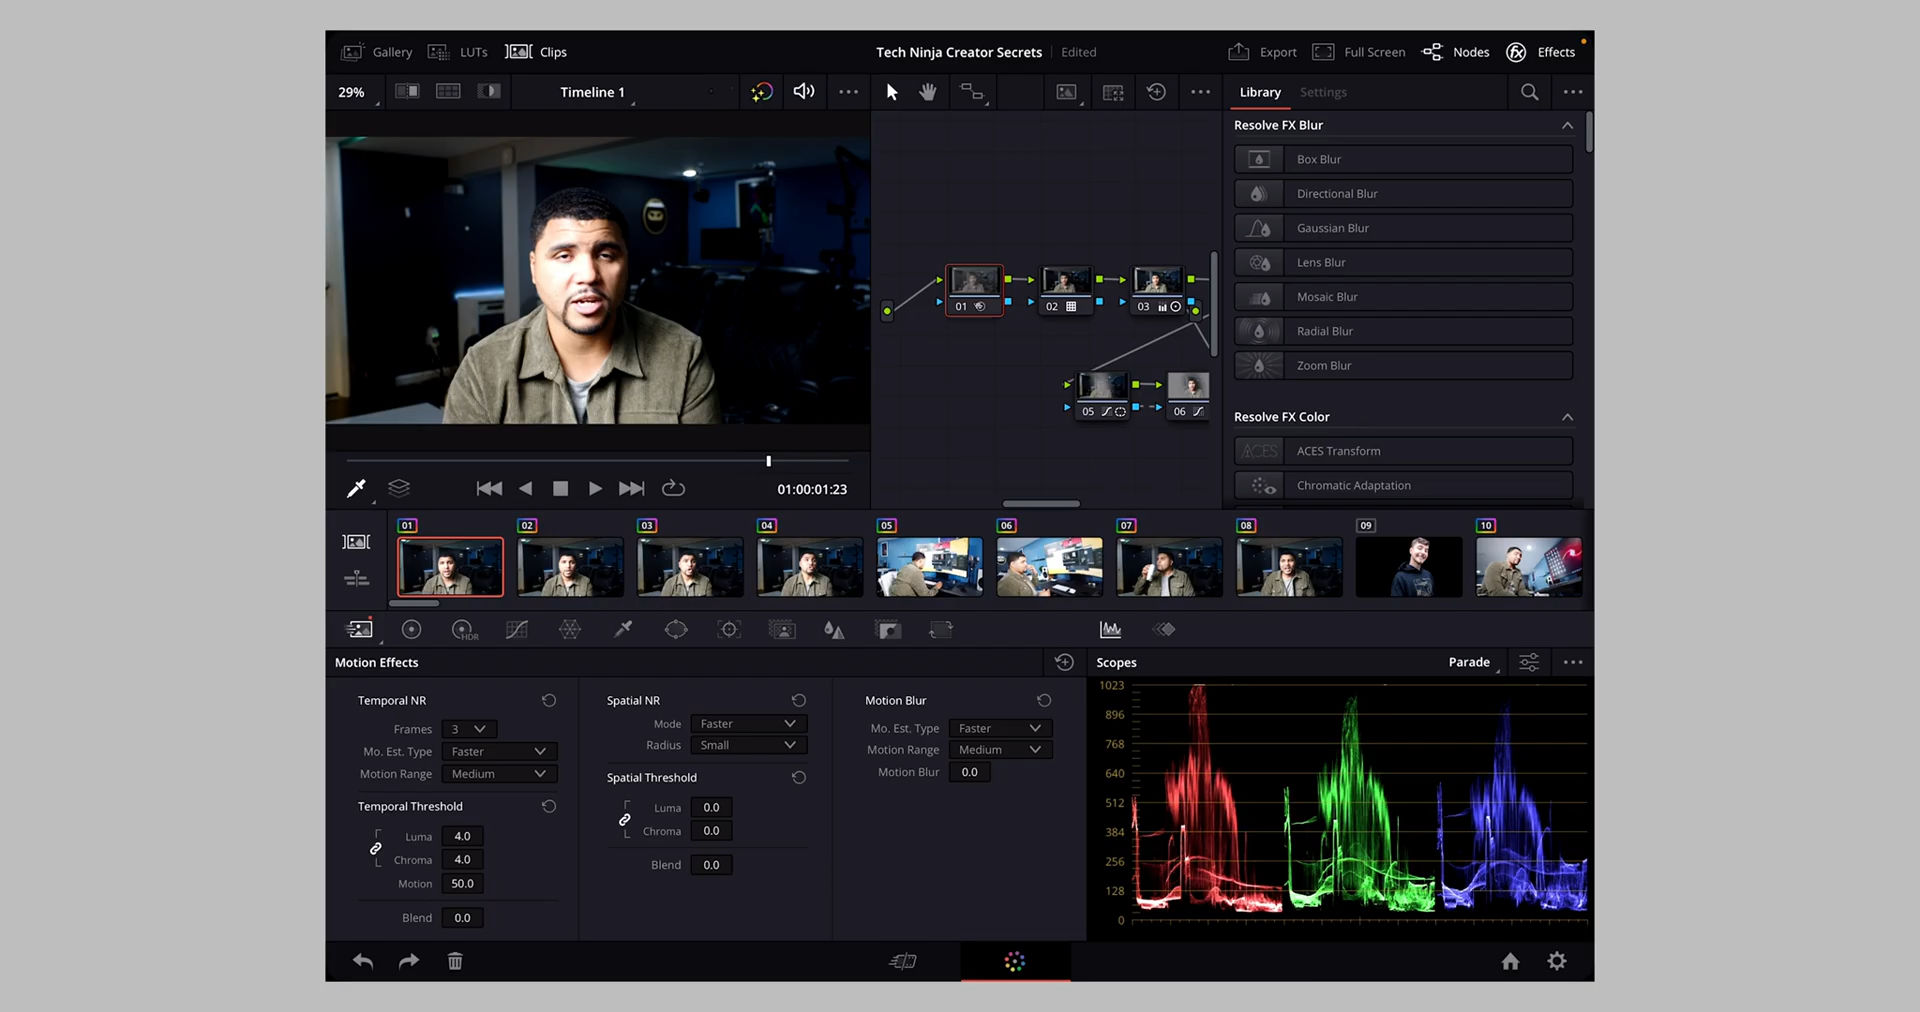 Gallery LUTs Clips Tech Ninja Creator Secrets Edited Export Full Screen Nodes Effects
29% Timeline 1 Library Settings
Resolve FX Blur
Box Blur
Directional Blur
Gaussian Blur
Lens Blur
Mosaic Blur
Radial Blur
Zoom Blur
Resolve FX Color
ACES ACES Transform
Chromatic Adaptation
01 02 03
05 06
01:00:01:23
01 02 03 04 05 06 07 08 09 10
HDR
Motion Effects
Temporal NR
Frames 3
Mo. Est. Type Faster
Motion Range Medium
Temporal Threshold
Luma 4.0
Chroma 4.0
Motion 50.0
Blend 0.0
Spatial NR
Mode Faster
Radius Small
Spatial Threshold
Luma 0.0
Chroma 0.0
Blend 0.0
Motion Blur
Mo. Est. Type Faster
Motion Range Medium
Motion Blur 0.0
Scopes Parade
1023
896
768
640
512
384
256
128
0